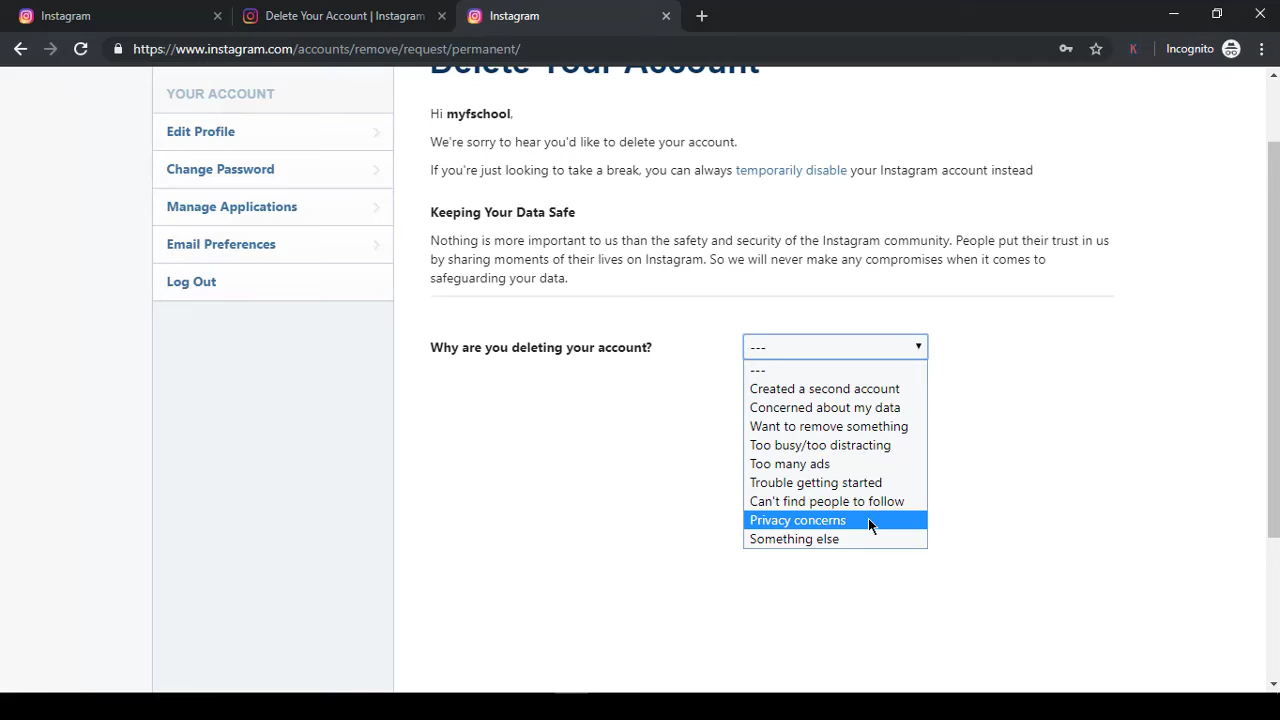 Instagram
Delete Your Account | Instagram
Instagram
https://www.instagram.com/accounts/remove/request/permanent/
K
Incognito
Delete Your Account
YOUR ACCOUNT
Edit Profile
Change Password
Manage Applications
Email Preferences
Log Out
Hi myfschool,
We're sorry to hear you'd like to delete your account.
If you're just looking to take a break, you can always temporarily disable your Instagram account instead
Keeping Your Data Safe
Nothing is more important to us than the safety and security of the Instagram community. People put their trust in us
by sharing moments of their lives on Instagram. So we will never make any compromises when it comes to
safeguarding your data.
Why are you deleting your account?
---
---
Created a second account
Concerned about my data
Want to remove something
Too busy/too distracting
Too many ads
Trouble getting started
Can't find people to follow
Privacy concerns
Something else